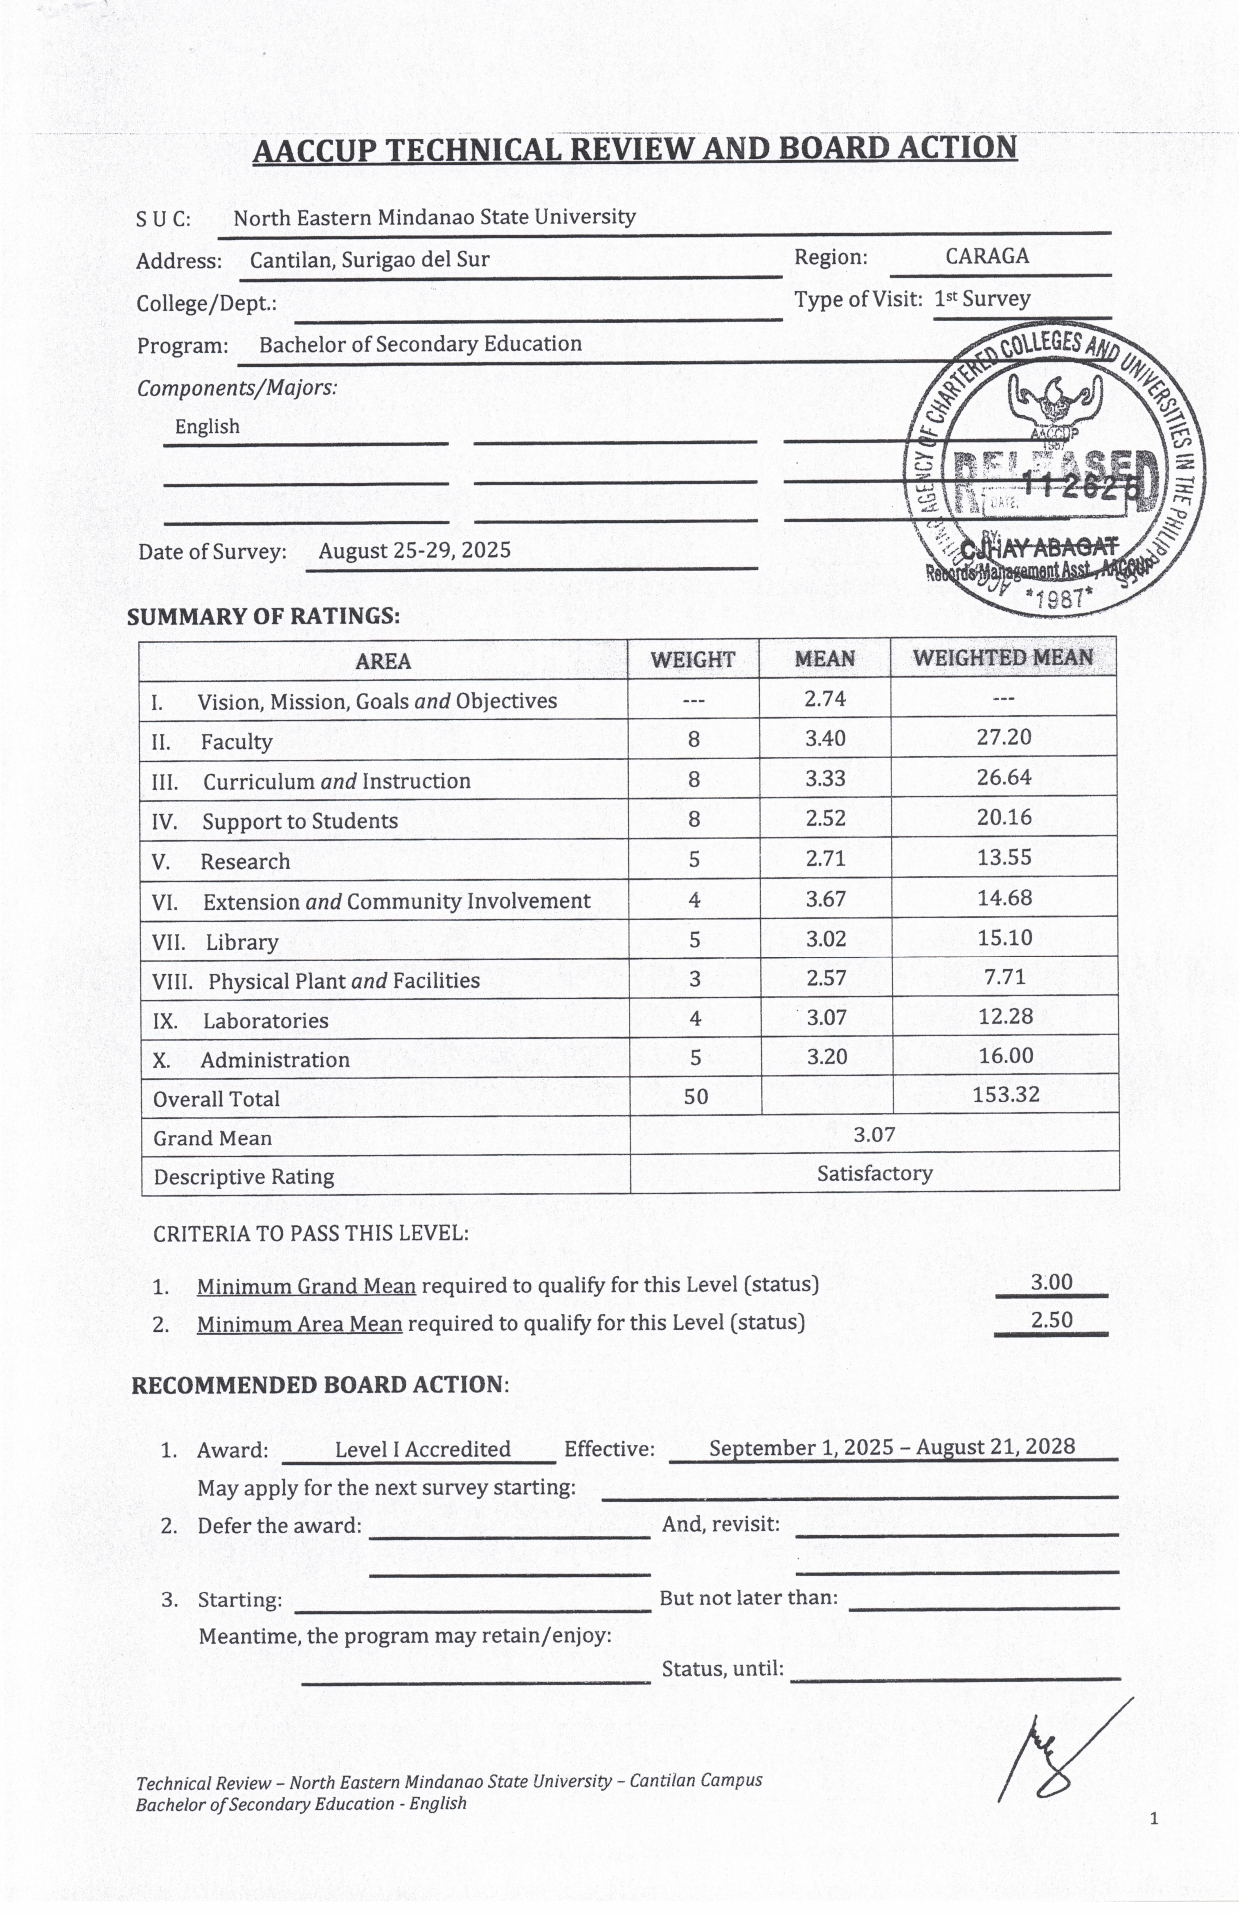 AACCUP TECHNICAL REVIEW AND BOARD ACTION
S U C: North Eastern Mindanao State University
Address: Cantilan, Surigao del Sur Region: CARAGA
College/Dept.: Type of Visit: 1st Survey
Program: Bachelor of Secondary Education
Components/Majors:
English
ACCREDITING AGENCY OF CHARTERED COLLEGES AND UNIVERSITIES IN THE PHILIPPINES
AACCUP
1987
RELEASED
112625
DATE:
BY:
CJHAY ABAGAT
Records Management Asst., AACCUP
*1987*
Date of Survey: August 25-29, 2025
SUMMARY OF RATINGS:
AREA WEIGHT MEAN WEIGHTED MEAN
I. Vision, Mission, Goals and Objectives --- 2.74 ---
II. Faculty 8 3.40 27.20
III. Curriculum and Instruction 8 3.33 26.64
IV. Support to Students 8 2.52 20.16
V. Research 5 2.71 13.55
VI. Extension and Community Involvement 4 3.67 14.68
VII. Library 5 3.02 15.10
VIII. Physical Plant and Facilities 3 2.57 7.71
IX. Laboratories 4 3.07 12.28
X. Administration 5 3.20 16.00
Overall Total 50 153.32
Grand Mean 3.07
Descriptive Rating Satisfactory
CRITERIA TO PASS THIS LEVEL:
1. Minimum Grand Mean required to qualify for this Level (status) 3.00
2. Minimum Area Mean required to qualify for this Level (status) 2.50
RECOMMENDED BOARD ACTION:
1. Award: Level I Accredited Effective: September 1, 2025 – August 21, 2028
May apply for the next survey starting:
2. Defer the award: And, revisit:
3. Starting: But not later than:
Meantime, the program may retain/enjoy:
Status, until:
Technical Review – North Eastern Mindanao State University – Cantilan Campus
Bachelor of Secondary Education - English
1